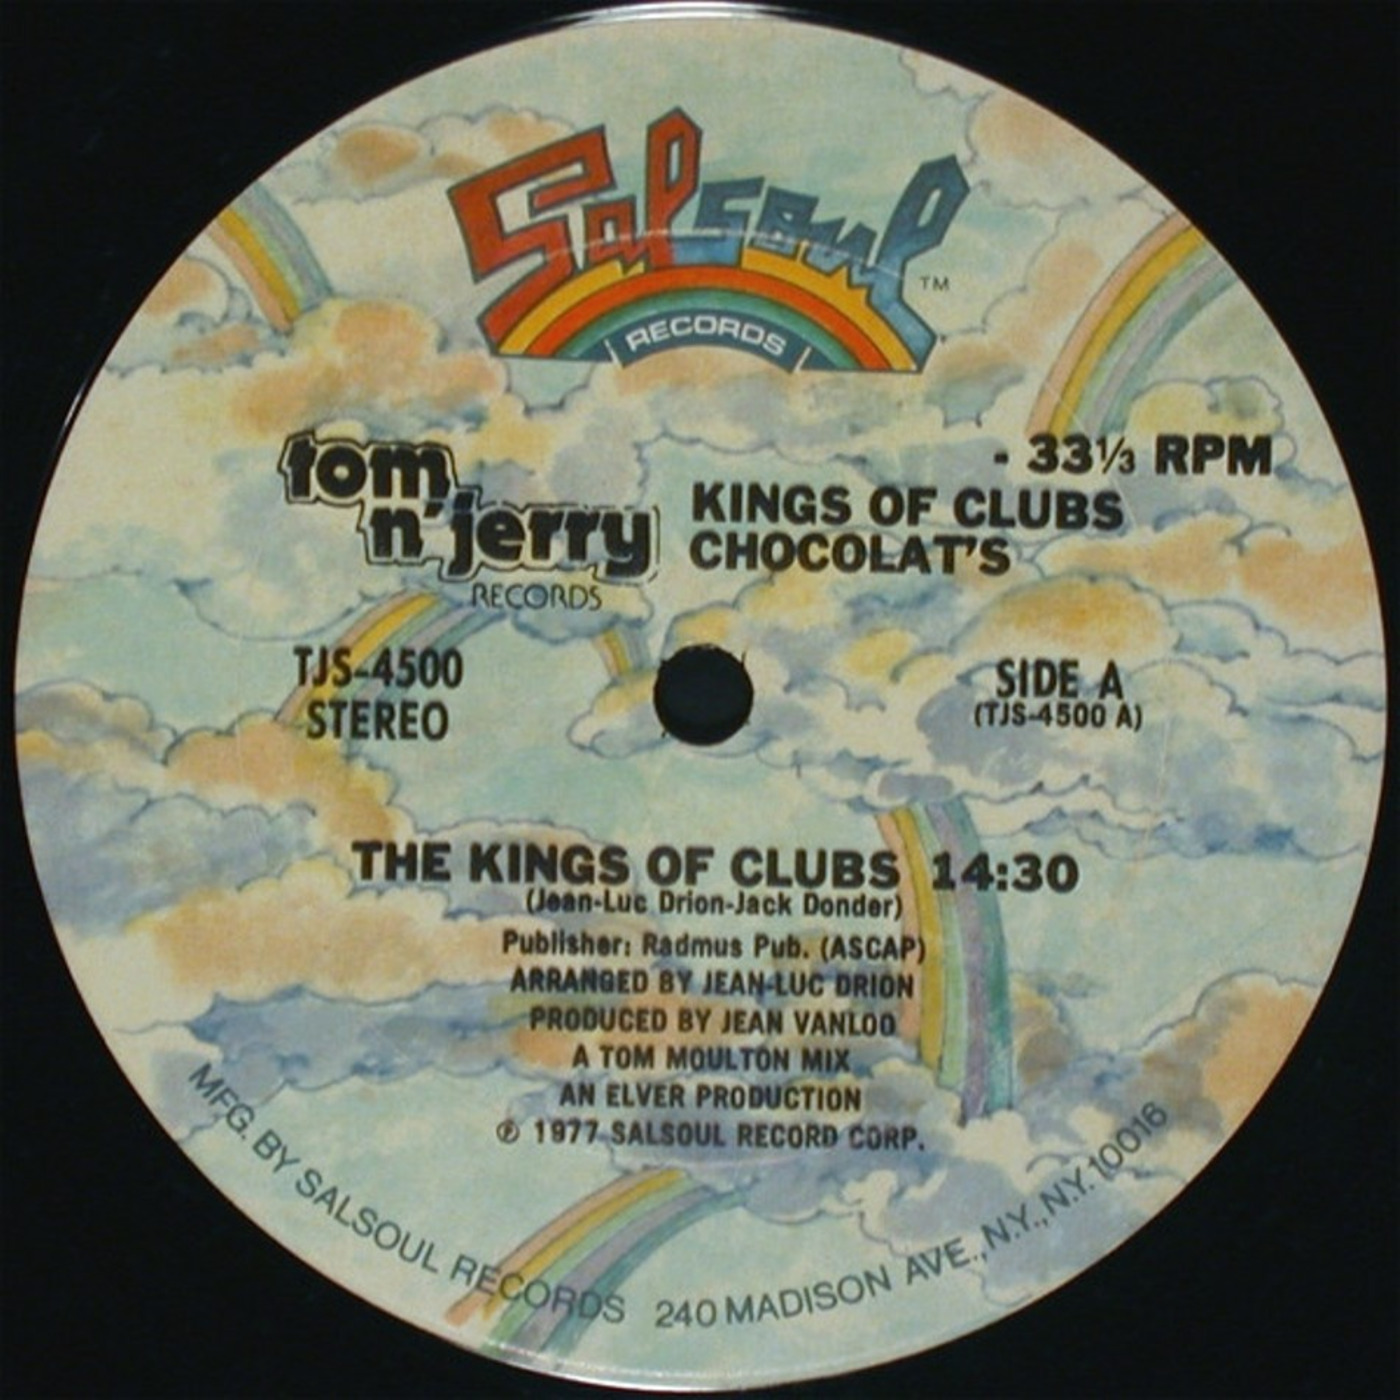 Salsoul TM
RECORDS
tom
n' jerry
RECORDS
- 33⅓ RPM
KINGS OF CLUBS
CHOCOLAT'S
TJS-4500
STEREO
SIDE A
(TJS-4500 A)
THE KINGS OF CLUBS 14:30
(Jean-Luc Drion-Jack Donder)
Publisher: Radmus Pub. (ASCAP)
ARRANGED BY JEAN-LUC DRION
PRODUCED BY JEAN VANLOO
A TOM MOULTON MIX
AN ELVER PRODUCTION
℗ 1977 SALSOUL RECORD CORP.
MFG. BY SALSOUL RECORDS 240 MADISON AVE., N.Y., N.Y. 10016